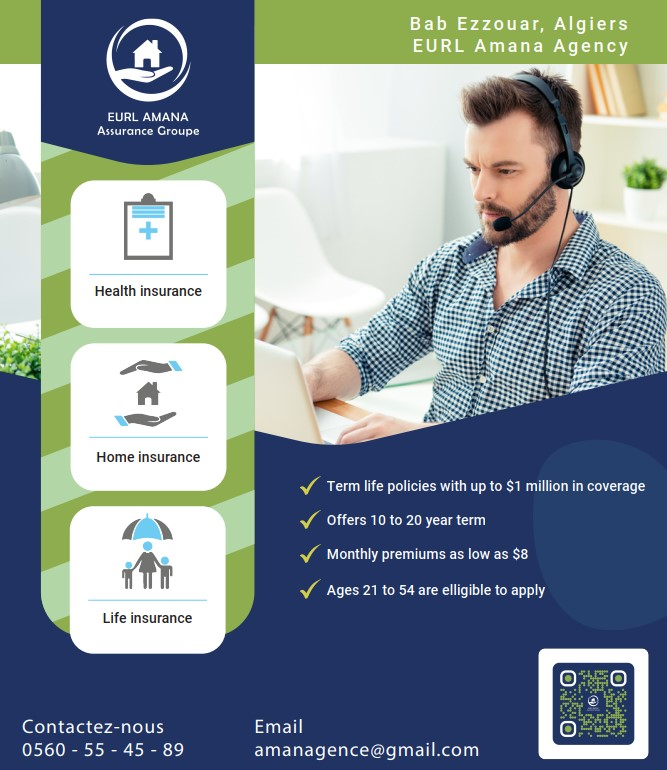 Bab Ezzouar, Algiers
EURL Amana Agency
EURL AMANA
Assurance Groupe
Health insurance
Home insurance
Life insurance
Term life policies with up to $1 million in coverage
Offers 10 to 20 year term
Monthly premiums as low as $8
Ages 21 to 54 are elligible to apply
Contactez-nous
0560 - 55 - 45 - 89
Email
amanagence@gmail.com